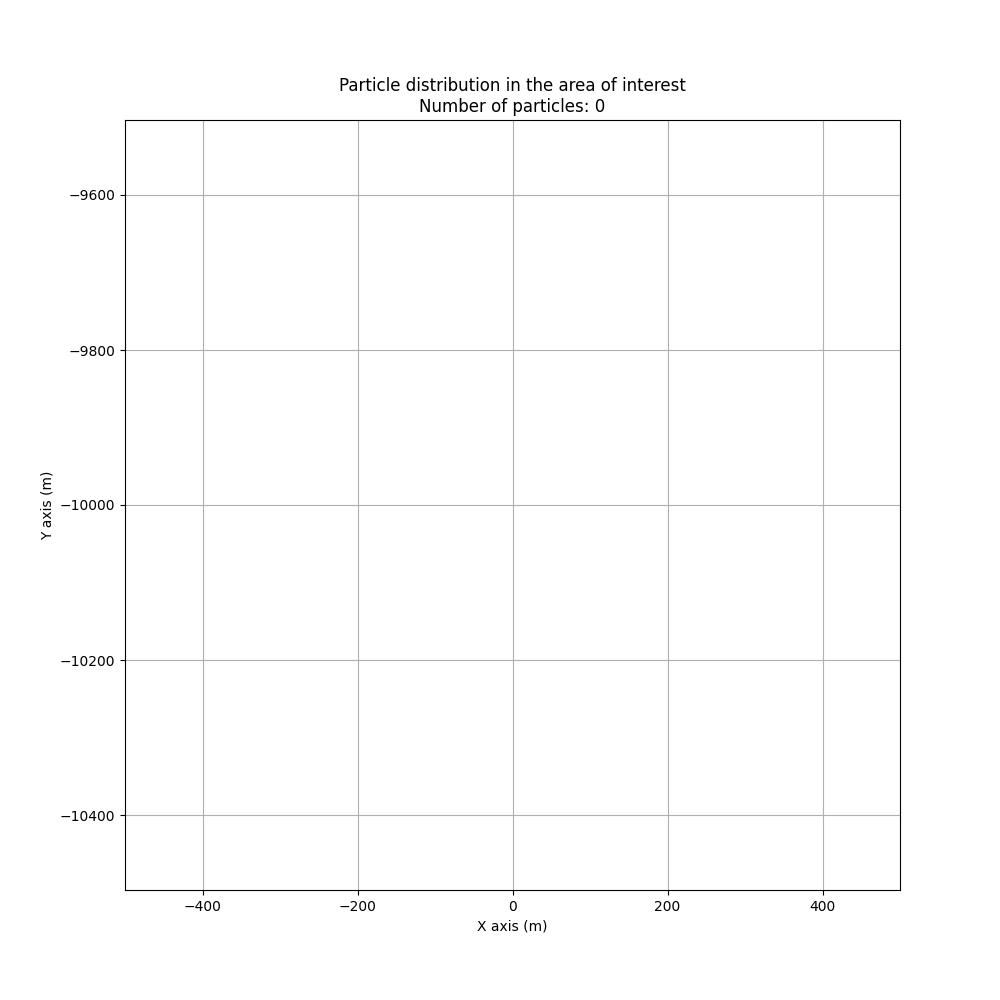 Particle distribution in the area of interest
Number of particles: 0
−9600
−9800
−10000
−10200
−10400
Y axis (m)
−400
−200
0
200
400
X axis (m)